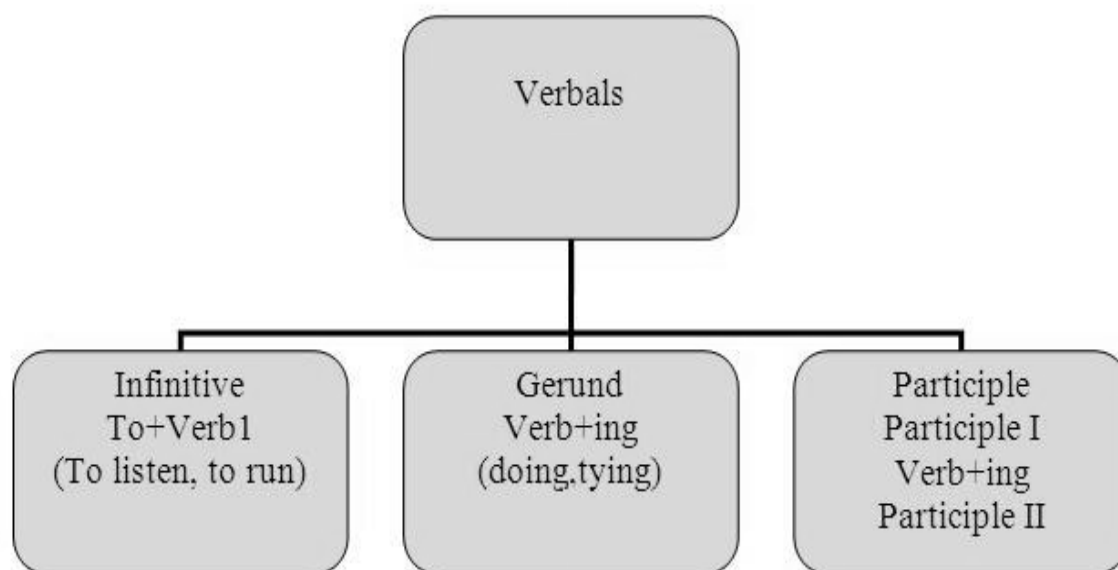 Verbals
Infinitive
To+Verb1
(To listen, to run)
Gerund
Verb+ing
(doing,tying)
Participle
Participle I
Verb+ing
Participle II